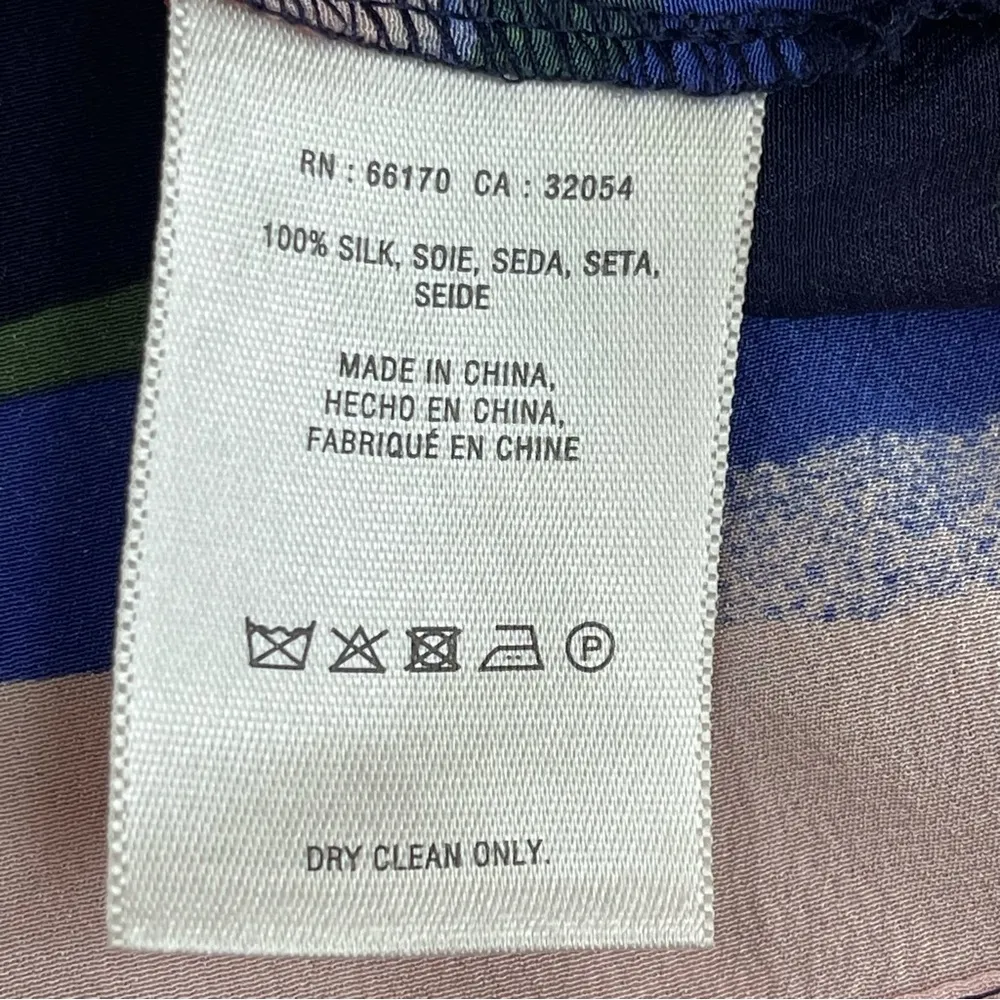 RN : 66170 CA : 32054
100% SILK, SOIE, SEDA, SETA,
SEIDE
MADE IN CHINA,
HECHO EN CHINA,
FABRIQUÉ EN CHINE
P
DRY CLEAN ONLY.